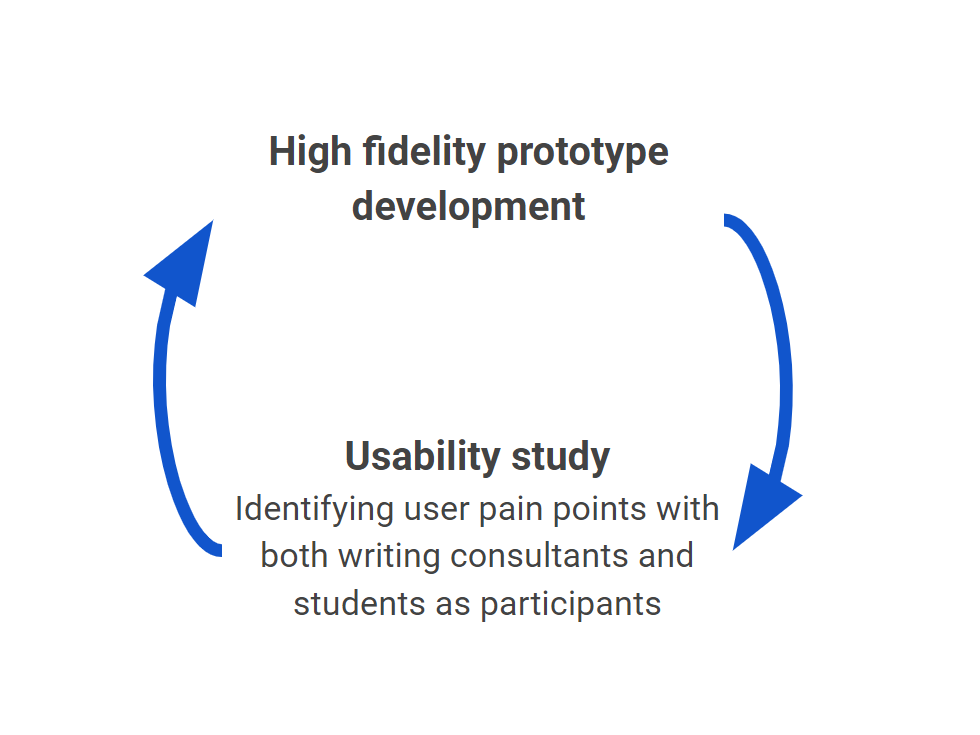 High fidelity prototype
development
Usability study
Identifying user pain points with
both writing consultants and
students as participants